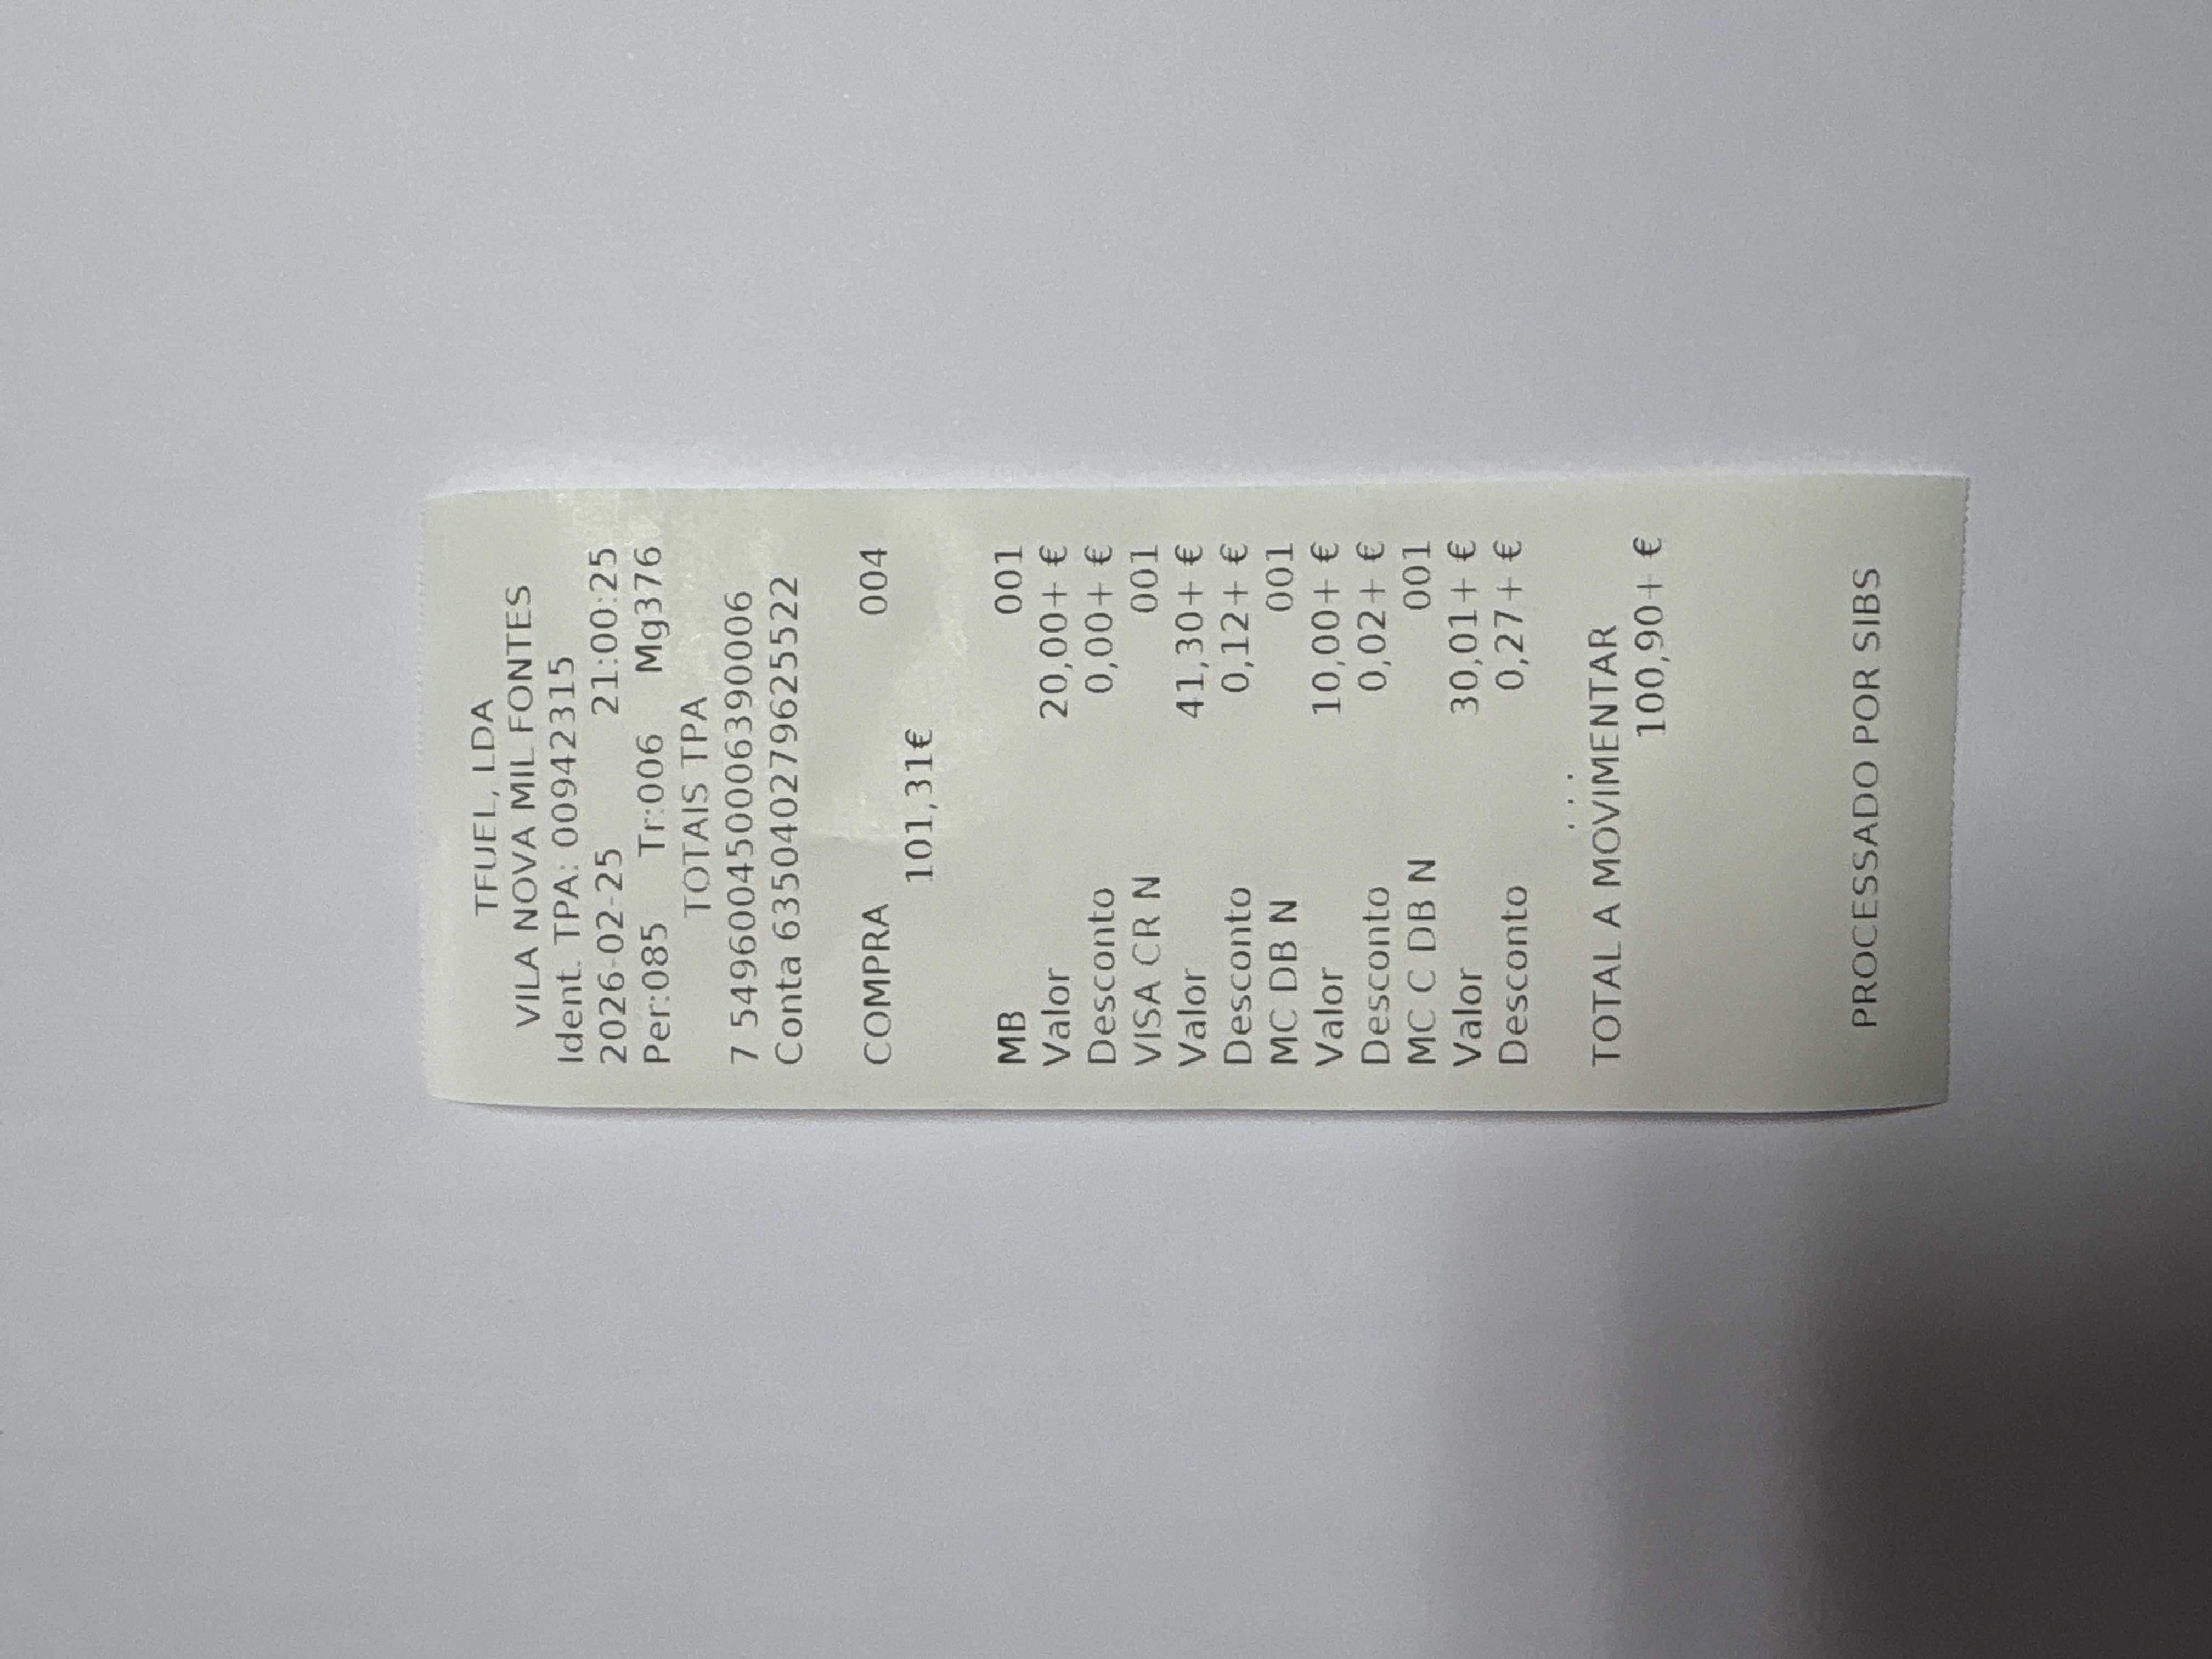 TFUEL, LDA
VILA NOVA MIL FONTES
Ident. TPA: 00942315
2026-02-25 21:00:25
Per:085 Tr:006 Mg376
TOTAIS TPA
7 549600450006390006
Conta 6350402796255​22
COMPRA 004
101,31€
MB 001
Valor 20,00+ €
Desconto 0,00+ €
VISA CR N 001
Valor 41,30+ €
Desconto 0,12+ €
MC DB N 001
Valor 10,00+ €
Desconto 0,02+ €
MC C DB N 001
Valor 30,01+ €
Desconto 0,27+ €
TOTAL A MOVIMENTAR
100,90+ €
PROCESSADO POR SIBS